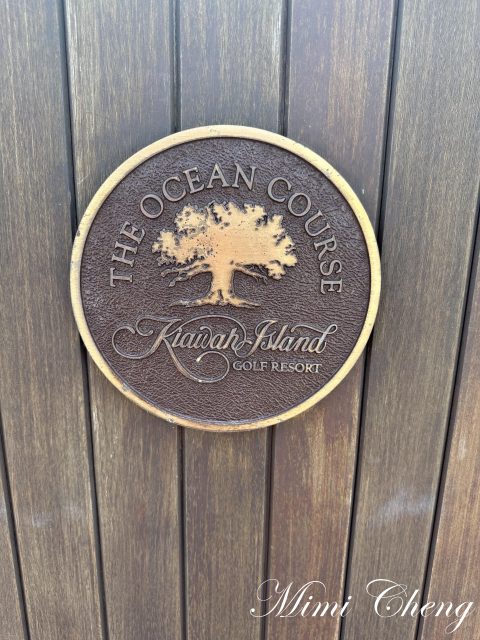 THE OCEAN COURSE
Kiawah Island
GOLF RESORT
Mimi Cheng